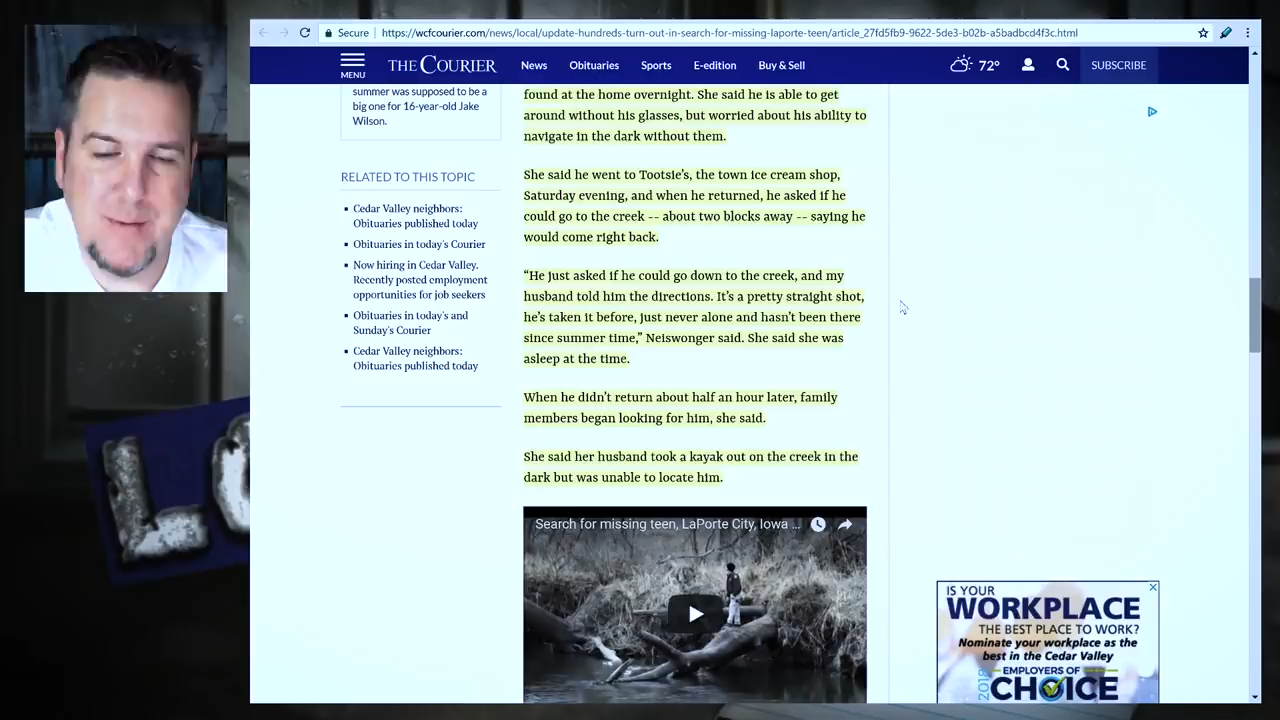 Secure
https://wcfcourier.com/news/local/update-hundreds-turn-out-in-search-for-missing-laporte-teen/article_27fd5fb9-9622-5de3-b02b-a5badbcd4f3c.html
MENU
THE COURIER
News
Obituaries
Sports
E-edition
Buy & Sell
72°
SUBSCRIBE
summer was supposed to be a
big one for 16-year-old Jake
Wilson.
RELATED TO THIS TOPIC
Cedar Valley neighbors:
Obituaries published today
Obituaries in today's Courier
Now hiring in Cedar Valley.
Recently posted employment
opportunities for job seekers
Obituaries in today's and
Sunday's Courier
Cedar Valley neighbors:
Obituaries published today
found at the home overnight. She said he is able to get
around without his glasses, but worried about his ability to
navigate in the dark without them.
She said he went to Tootsie’s, the town ice cream shop,
Saturday evening, and when he returned, he asked if he
could go to the creek -- about two blocks away -- saying he
would come right back.
“He just asked if he could go down to the creek, and my
husband told him the directions. It’s a pretty straight shot,
he’s taken it before, just never alone and hasn’t been there
since summer time,” Neiswonger said. She said she was
asleep at the time.
When he didn’t return about half an hour later, family
members began looking for him, she said.
She said her husband took a kayak out on the creek in the
dark but was unable to locate him.
Search for missing teen, LaPorte City, Iowa ...
IS YOUR
WORKPLACE
THE BEST PLACE TO WORK?
Nominate your workplace as the
best in the Cedar Valley
EMPLOYERS OF
CHOICE
2018
LO